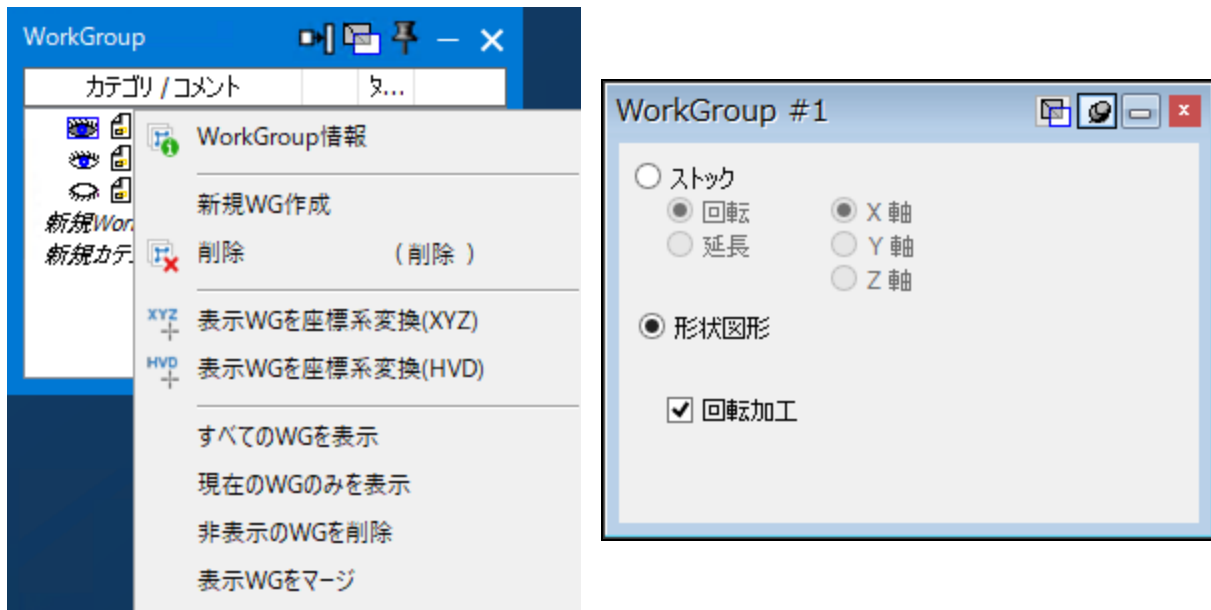 WorkGroup
カテゴリ / コメント
タ...
WorkGroup情報
新規WG作成
新規Wor
削除 ( 削除 )
新規カテ
表示WGを座標系変換(XYZ)
表示WGを座標系変換(HVD)
すべてのWGを表示
現在のWGのみを表示
非表示のWGを削除
表示WGをマージ
WorkGroup #1
ストック
回転 X 軸
延長 Y 軸
Z 軸
形状図形
回転加工